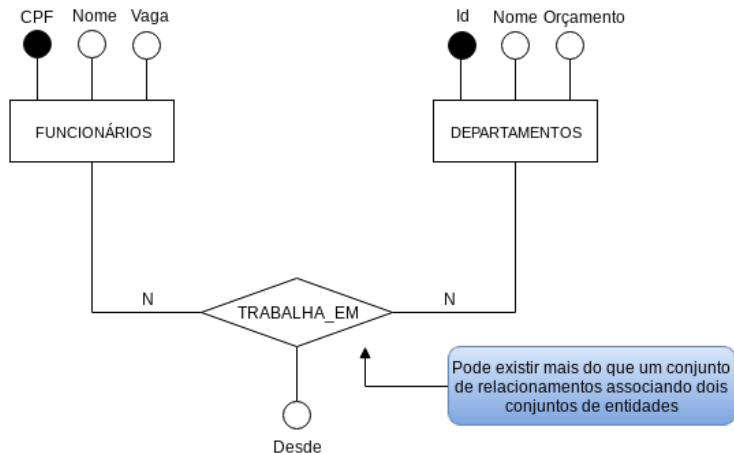 CPF Nome Vaga
Id Nome Orçamento
FUNCIONÁRIOS
DEPARTAMENTOS
N
N
TRABALHA_EM
Pode existir mais do que um conjunto
de relacionamentos associando dois
conjuntos de entidades
Desde